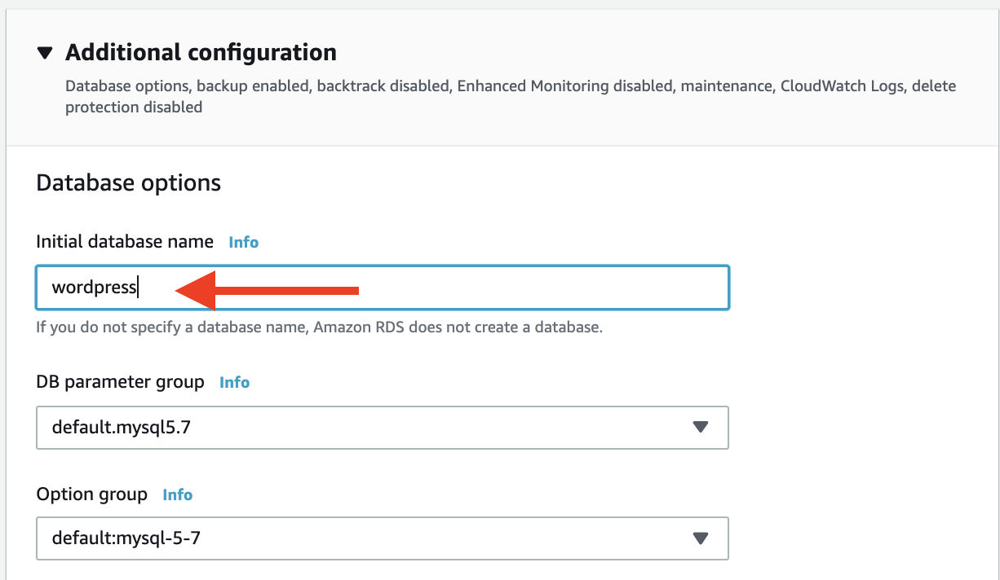 Additional configuration
Database options, backup enabled, backtrack disabled, Enhanced Monitoring disabled, maintenance, CloudWatch Logs, delete
protection disabled
Database options
Initial database name Info
wordpress
If you do not specify a database name, Amazon RDS does not create a database.
DB parameter group Info
default.mysql5.7
Option group Info
default:mysql-5-7